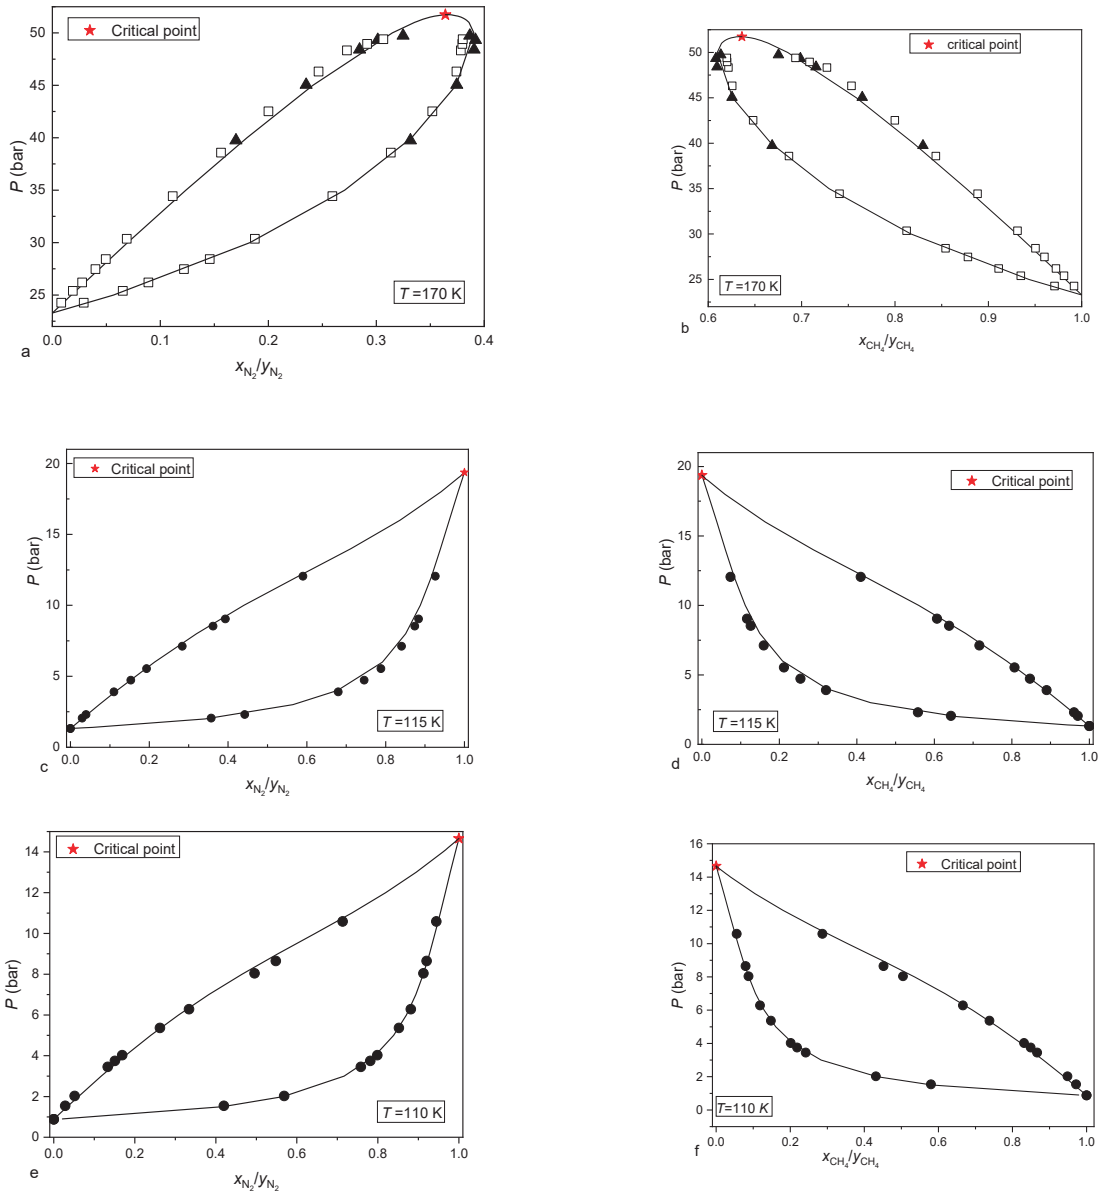 Critical point
50
45
40
35
30
25
P (bar)
T =170 K
0.0 0.1 0.2 0.3 0.4
a
xN2/yN2
critical point
50
45
40
35
30
25
P (bar)
T =170 K
0.6 0.7 0.8 0.9 1.0
b
xCH4/yCH4
Critical point
20
15
10
5
0
P (bar)
T =115 K
0.0 0.2 0.4 0.6 0.8 1.0
c
xN2/yN2
Critical point
20
15
10
5
0
P (bar)
T =115 K
0.0 0.2 0.4 0.6 0.8 1.0
d
xCH4/yCH4
Critical point
14
12
10
8
6
4
2
0
P (bar)
T =110 K
0.0 0.2 0.4 0.6 0.8 1.0
e
xN2/yN2
Critical point
16
14
12
10
8
6
4
2
0
P (bar)
T=110 K
0.0 0.2 0.4 0.6 0.8 1.0
f
xCH4/yCH4